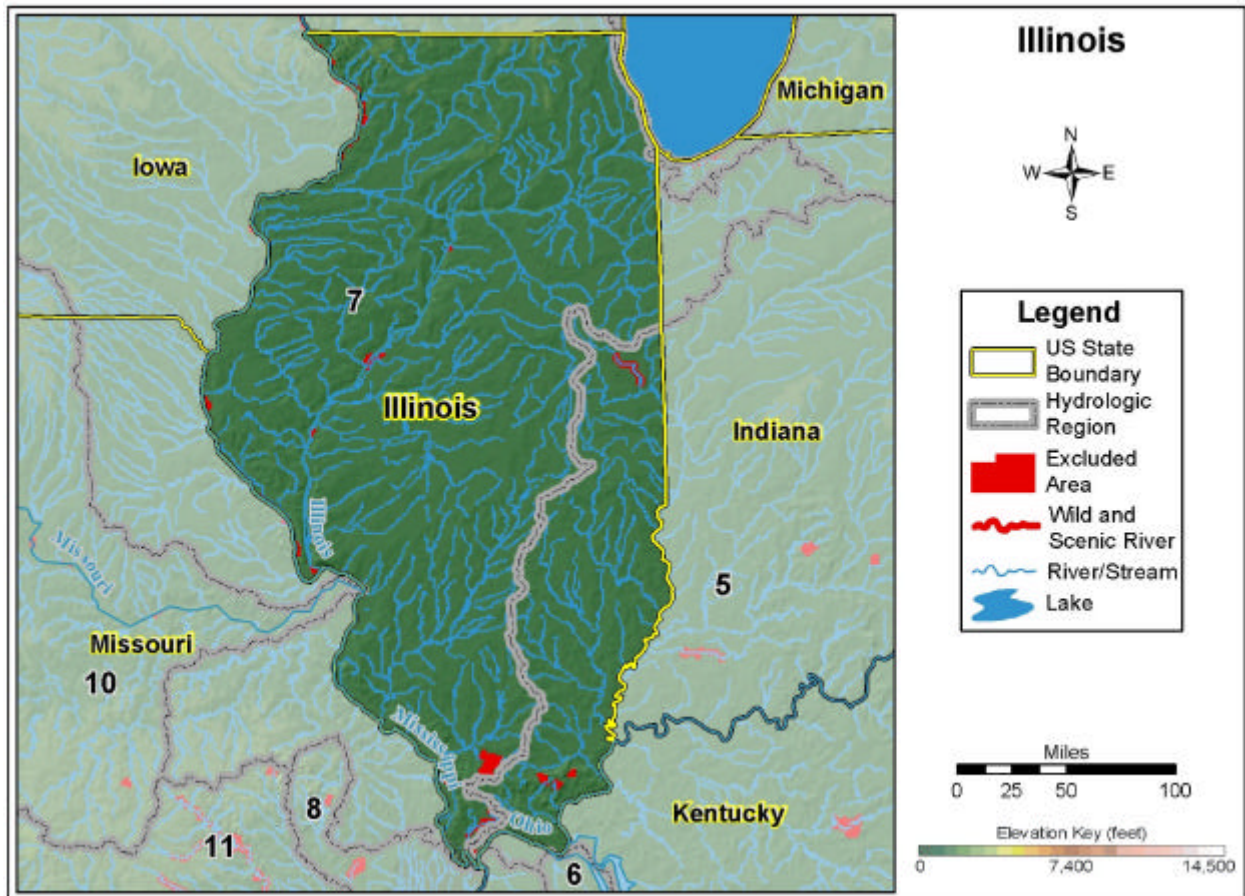 Illinois
N
W E
S
Michigan
Iowa
7
Illinois
Indiana
Illinois
Missouri
5
Missouri
10
Mississippi
8
Ohio
Kentucky
11
6
Legend
US State
Boundary
Hydrologic
Region
Excluded
Area
Wild and
Scenic River
River/Stream
Lake
Miles
0 25 50 100
Elevation Key (feet)
0 7,400 14,500